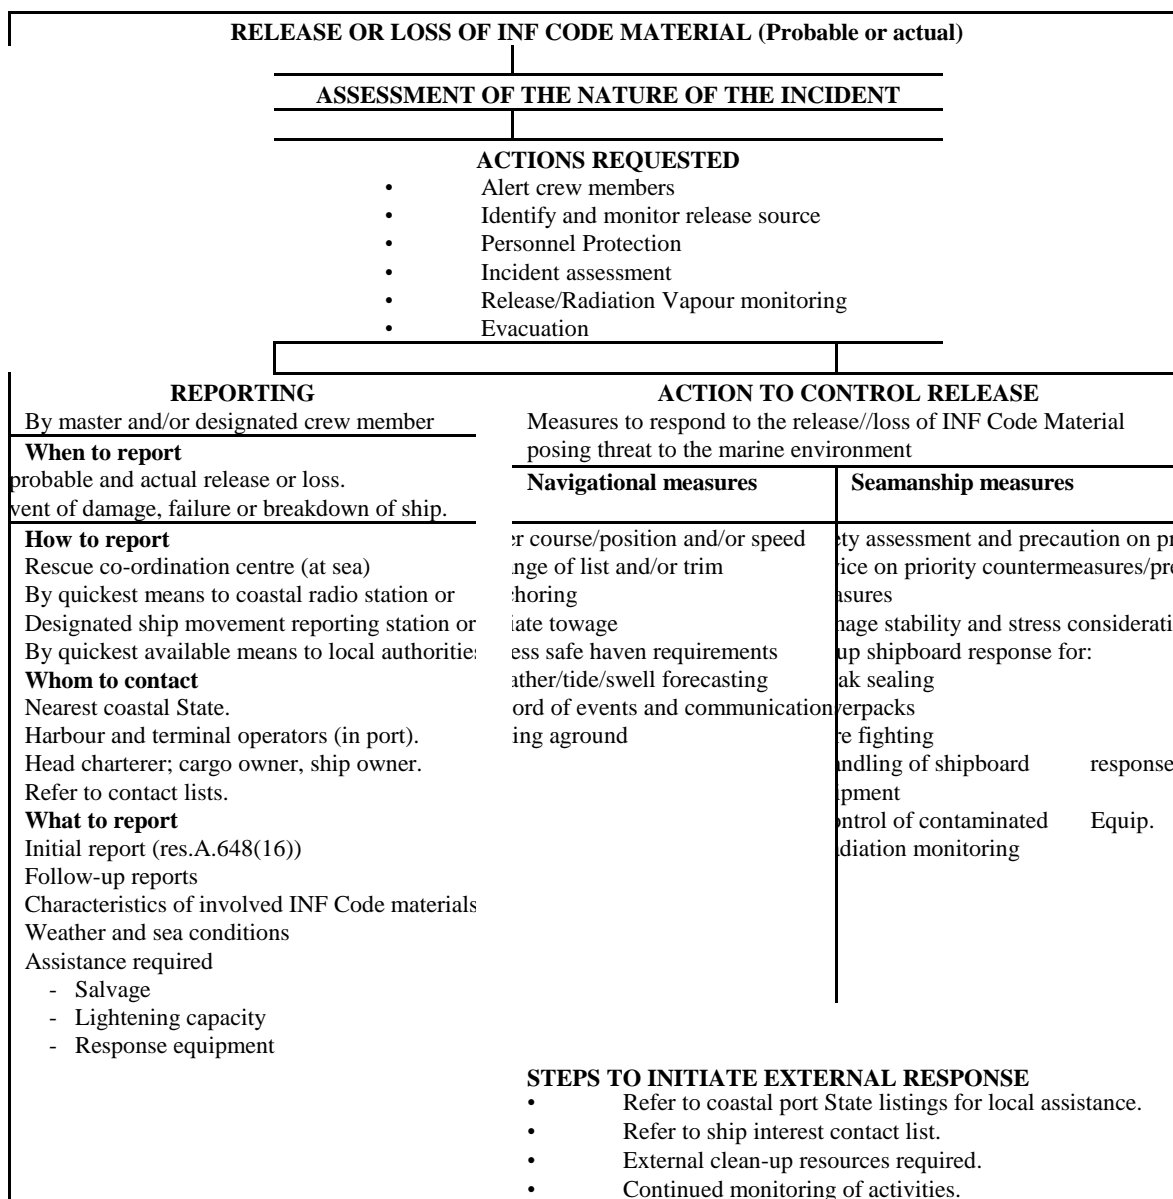 RELEASE OR LOSS OF INF CODE MATERIAL (Probable or actual)
ASSESSMENT OF THE NATURE OF THE INCIDENT
ACTIONS REQUESTED
• Alert crew members
• Identify and monitor release source
• Personnel Protection
• Incident assessment
• Release/Radiation Vapour monitoring
• Evacuation
REPORTING
By master and/or designated crew member
When to report
probable and actual release or loss.
vent of damage, failure or breakdown of ship.
How to report
Rescue co-ordination centre (at sea)
By quickest means to coastal radio station or
Designated ship movement reporting station or
By quickest available means to local authorities
Whom to contact
Nearest coastal State.
Harbour and terminal operators (in port).
Head charterer; cargo owner, ship owner.
Refer to contact lists.
What to report
Initial report (res.A.648(16))
Follow-up reports
Characteristics of involved INF Code materials
Weather and sea conditions
Assistance required
- Salvage
- Lightening capacity
- Response equipment
ACTION TO CONTROL RELEASE
Measures to respond to the release//loss of INF Code Material
posing threat to the marine environment
Navigational measures
er course/position and/or speed
nge of list and/or trim
choring
iate towage
ess safe haven requirements
ather/tide/swell forecasting
ord of events and communication
ing aground
Seamanship measures
ety assessment and precaution on pr
vice on priority countermeasures/pre
asures
mage stability and stress considerati
up shipboard response for:
ak sealing
verpacks
re fighting
andling of shipboard response
ipment
ontrol of contaminated Equip.
diation monitoring
STEPS TO INITIATE EXTERNAL RESPONSE
• Refer to coastal port State listings for local assistance.
• Refer to ship interest contact list.
• External clean-up resources required.
• Continued monitoring of activities.